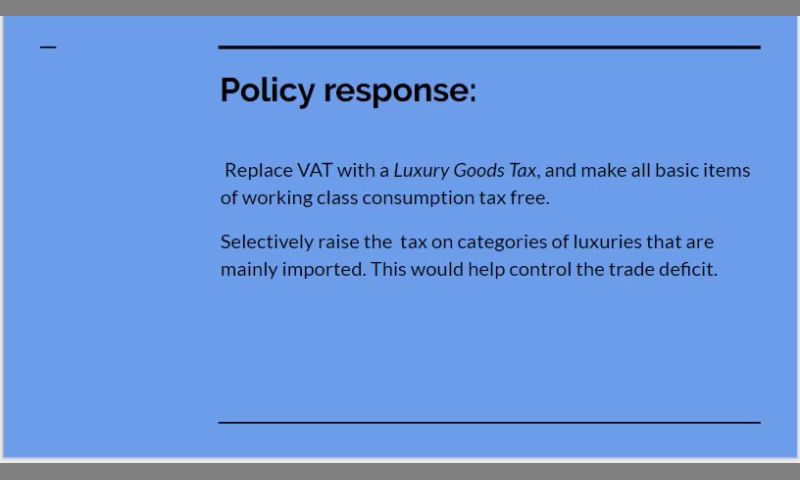 Policy response:
Replace VAT with a Luxury Goods Tax, and make all basic items
of working class consumption tax free.
Selectively raise the tax on categories of luxuries that are
mainly imported. This would help control the trade deficit.